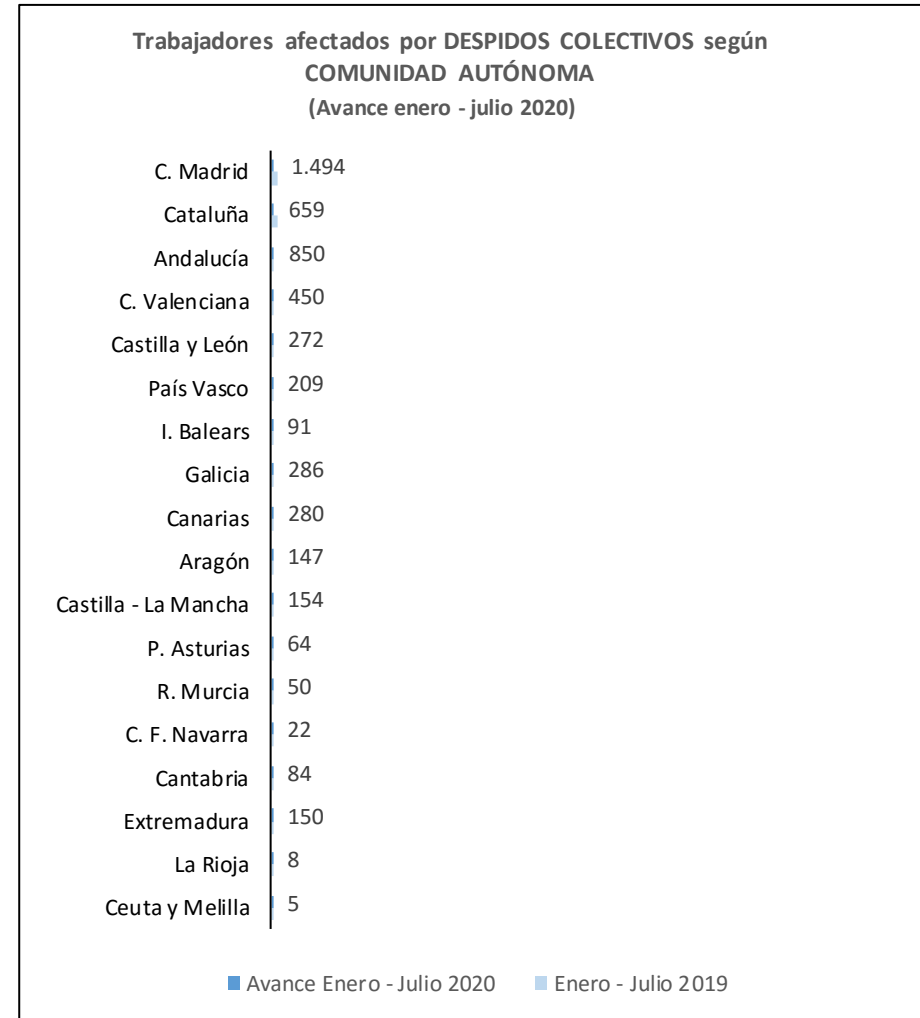 Trabajadores afectados por DESPIDOS COLECTIVOS según
COMUNIDAD AUTÓNOMA
(Avance enero - julio 2020)
C. Madrid 1.494
Cataluña 659
Andalucía 850
C. Valenciana 450
Castilla y León 272
País Vasco 209
I. Balears 91
Galicia 286
Canarias 280
Aragón 147
Castilla - La Mancha 154
P. Asturias 64
R. Murcia 50
C. F. Navarra 22
Cantabria 84
Extremadura 150
La Rioja 8
Ceuta y Melilla 5
Avance Enero - Julio 2020 Enero - Julio 2019